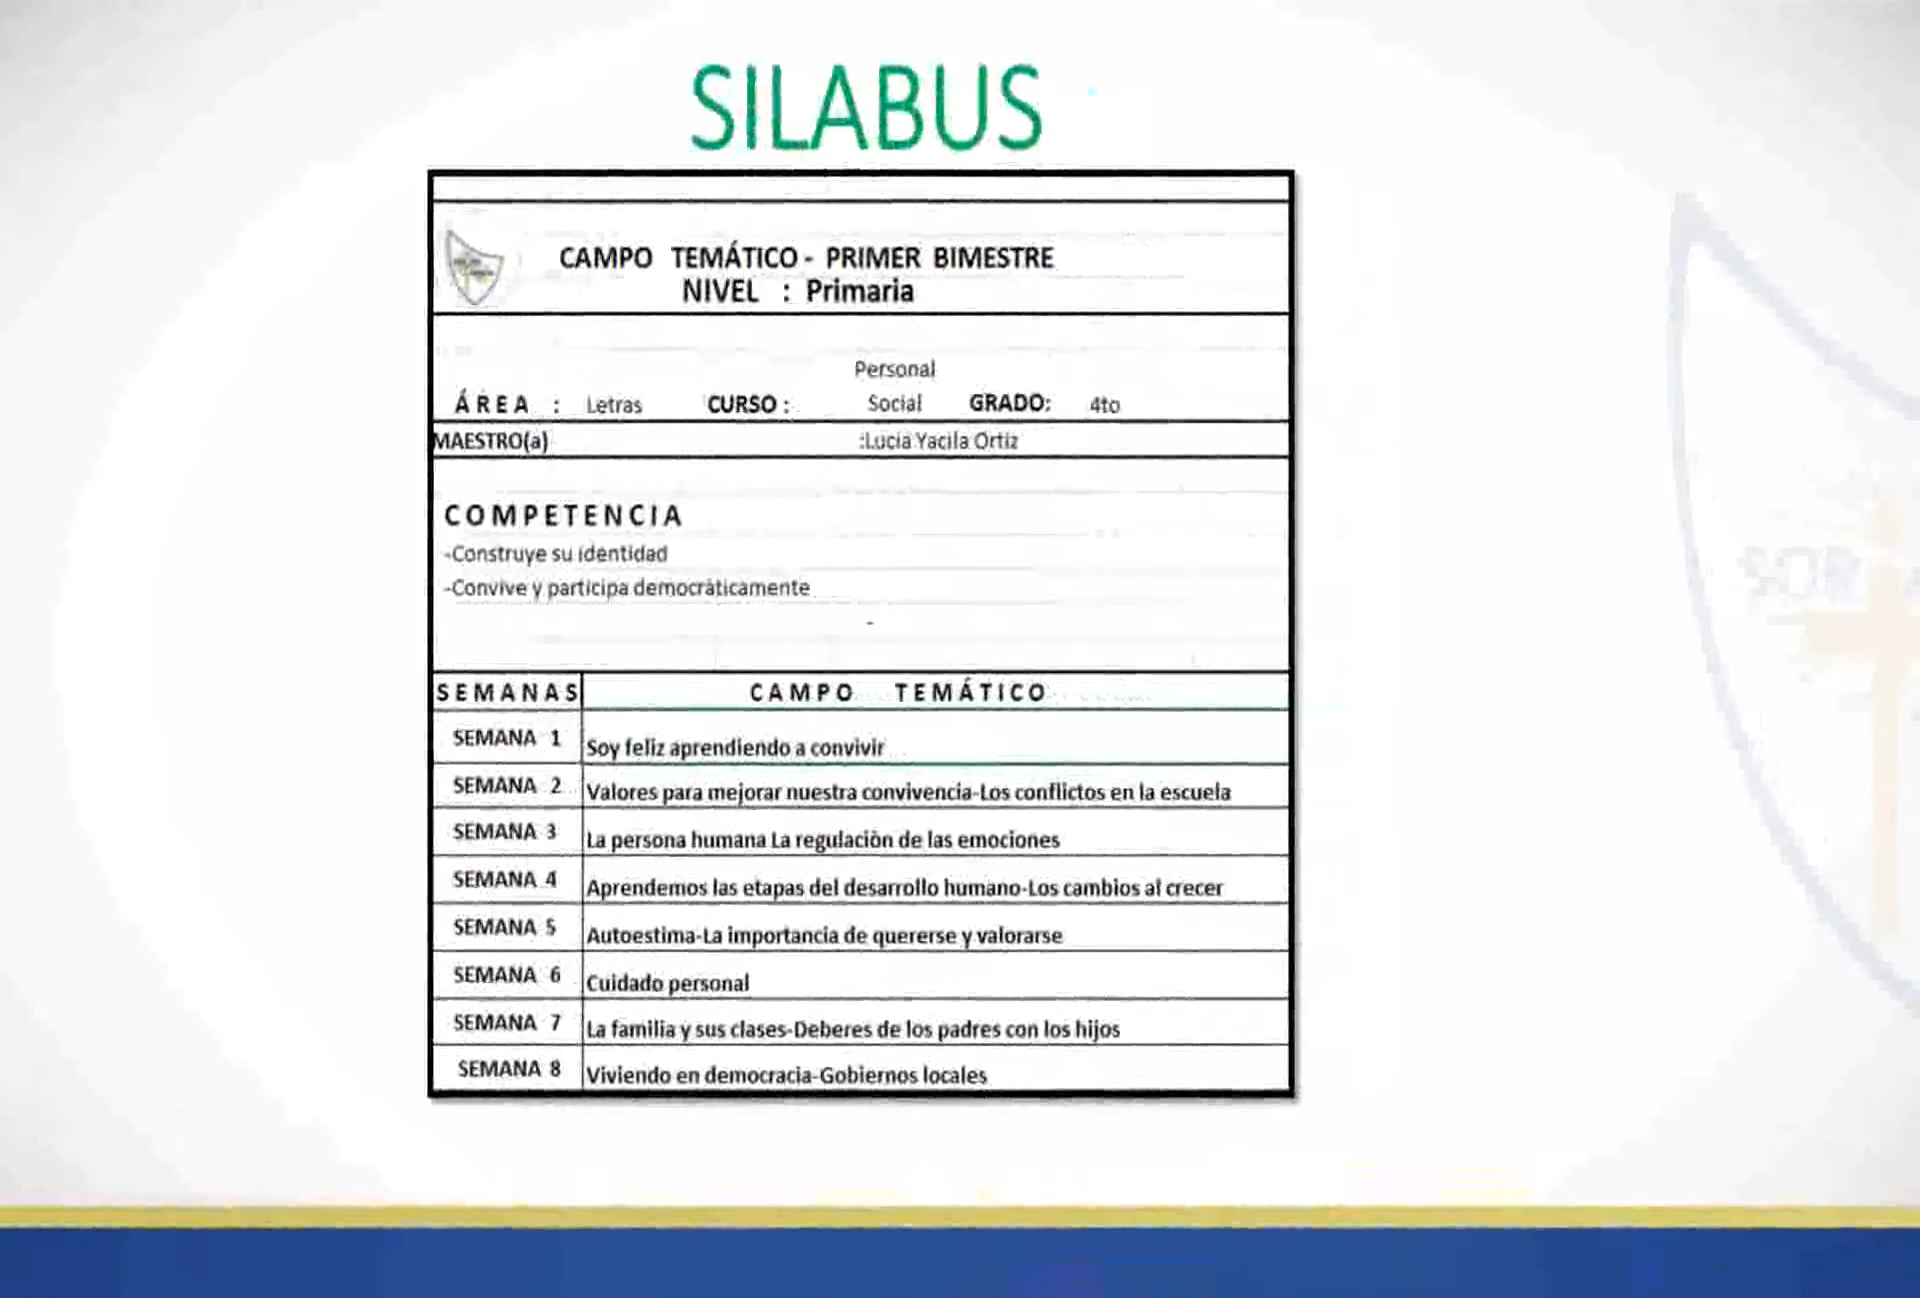 SILABUS
CAMPO TEMÁTICO - PRIMER BIMESTRE
NIVEL : Primaria
Personal
ÁREA : Letras CURSO : Social GRADO: 4to
MAESTRO(a) :Lucia Yacila Ortiz
COMPETENCIA
-Construye su identidad
-Convive y participa democràticamente
-
SEMANAS CAMPO TEMÁTICO
SEMANA 1 Soy feliz aprendiendo a convivir
SEMANA 2 Valores para mejorar nuestra convivencia-Los conflictos en la escuela
SEMANA 3 La persona humana La regulaciòn de las emociones
SEMANA 4 Aprendemos las etapas del desarrollo humano-Los cambios al crecer
SEMANA 5 Autoestima-La importancia de quererse y valorarse
SEMANA 6 Cuidado personal
SEMANA 7 La familia y sus clases-Deberes de los padres con los hijos
SEMANA 8 Viviendo en democracia-Gobiernos locales
SOR